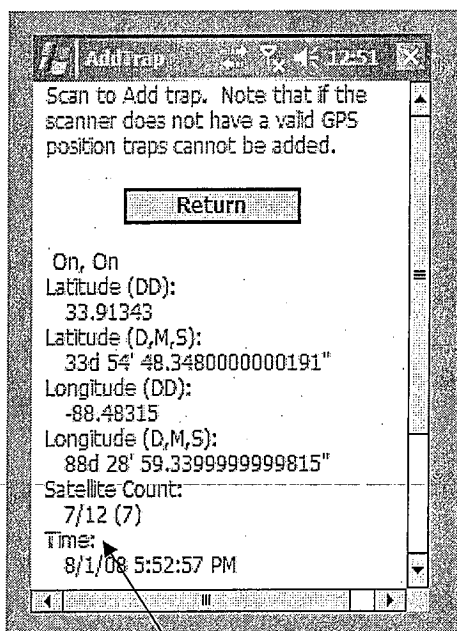 AddTrap 12:51
Scan to Add trap. Note that if the
scanner does not have a valid GPS
position traps cannot be added.
Return
On, On
Latitude (DD):
33.91343
Latitude (D,M,S):
33d 54' 48.3480000000191"
Longitude (DD):
-88.48315
Longitude (D,M,S):
88d 28' 59.3399999999815"
Satellite Count:
7/12 (7)
Time:
8/1/08 5:52:57 PM